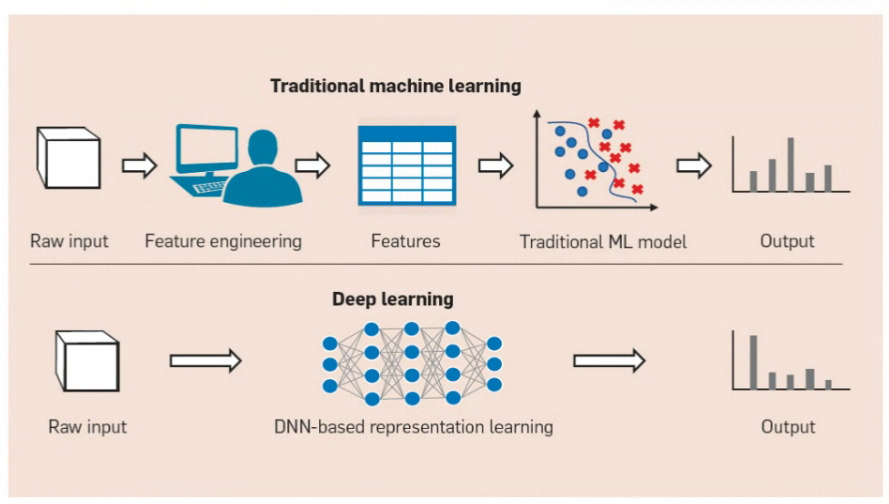 Traditional machine learning
Raw input
Feature engineering
Features
Traditional ML model
Output
Deep learning
Raw input
DNN-based representation learning
Output